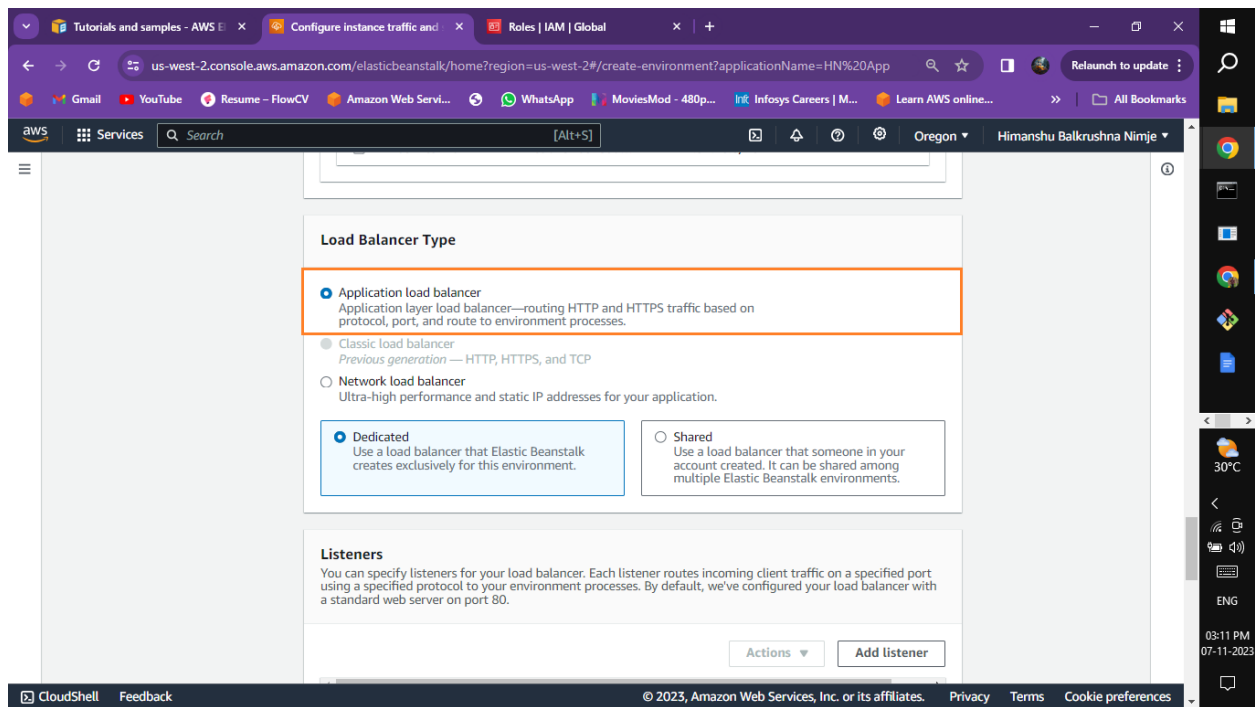 Tutorials and samples - AWS El
Configure instance traffic and s
Roles | IAM | Global
us-west-2.console.aws.amazon.com/elasticbeanstalk/home?region=us-west-2#/create-environment?applicationName=HN%20App
Relaunch to update
Gmail
YouTube
Resume – FlowCV
Amazon Web Servi...
WhatsApp
MoviesMod - 480p...
Infosys Careers | M...
Learn AWS online...
»
All Bookmarks
aws
Services
Search
[Alt+S]
Oregon
Himanshu Balkrushna Nimje
Load Balancer Type
Application load balancer
Application layer load balancer—routing HTTP and HTTPS traffic based on
protocol, port, and route to environment processes.
Classic load balancer
Previous generation — HTTP, HTTPS, and TCP
Network load balancer
Ultra-high performance and static IP addresses for your application.
Dedicated
Use a load balancer that Elastic Beanstalk
creates exclusively for this environment.
Shared
Use a load balancer that someone in your
account created. It can be shared among
multiple Elastic Beanstalk environments.
Listeners
You can specify listeners for your load balancer. Each listener routes incoming client traffic on a specified port
using a specified protocol to your environment processes. By default, we've configured your load balancer with
a standard web server on port 80.
Actions
Add listener
CloudShell
Feedback
© 2023, Amazon Web Services, Inc. or its affiliates.
Privacy
Terms
Cookie preferences
30°C
ENG
03:11 PM
07-11-2023